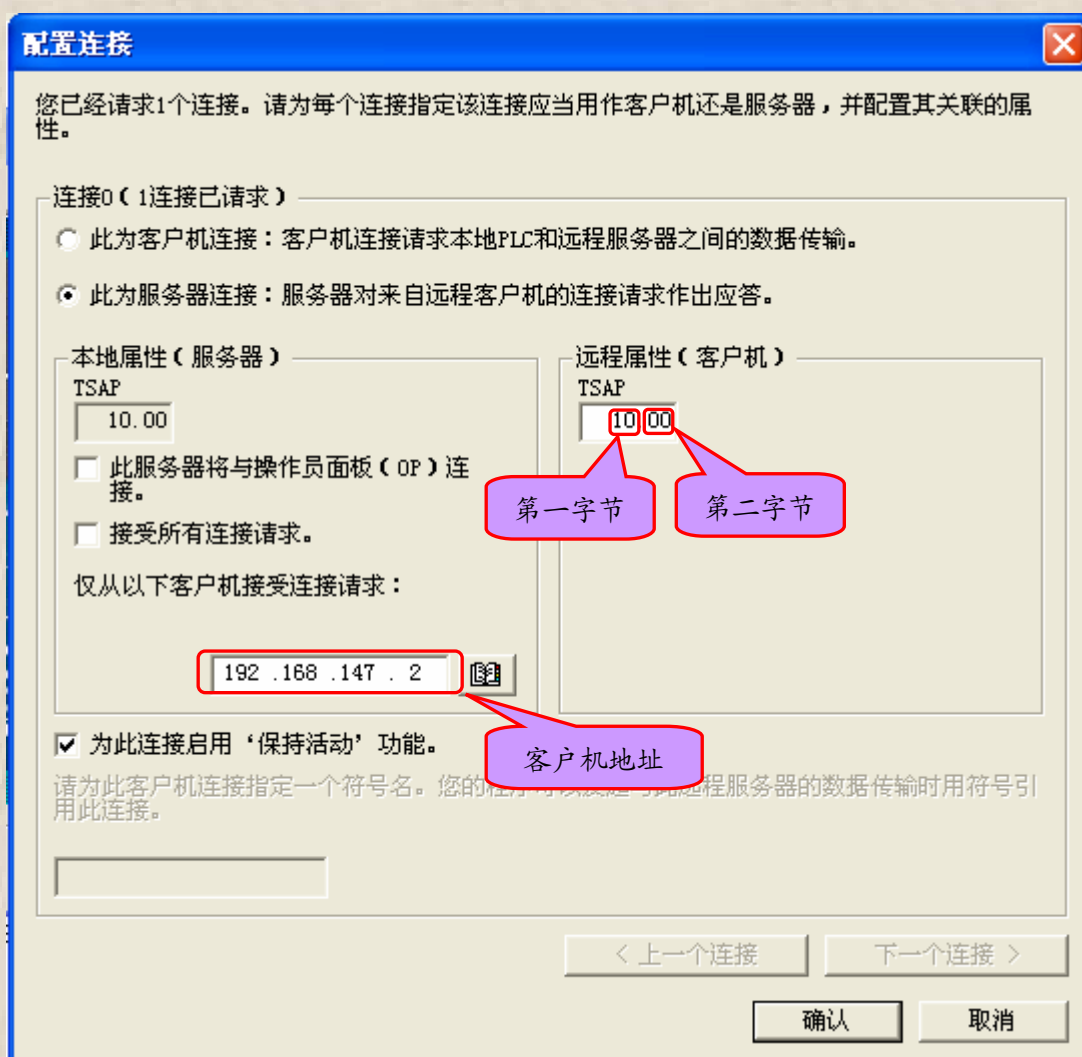 配置连接
您已经请求1个连接。请为每个连接指定该连接应当用作客户机还是服务器，并配置其关联的属
性。
连接0（1连接已请求）
此为客户机连接：客户机连接请求本地PLC和远程服务器之间的数据传输。
此为服务器连接：服务器对来自远程客户机的连接请求作出应答。
本地属性（服务器）
TSAP
10.00
此服务器将与操作员面板（OP）连
接。
接受所有连接请求。
仅从以下客户机接受连接请求：
192 .168 .147 . 2
远程属性（客户机）
TSAP
10.00
第一字节
第二字节
客户机地址
为此连接启用‘保持活动’功能。
请为此客户机连接指定一个符号名。您的程序 远程服务器的数据传输时用符号引
用此连接。
< 上一个连接
下一个连接 >
确认
取消